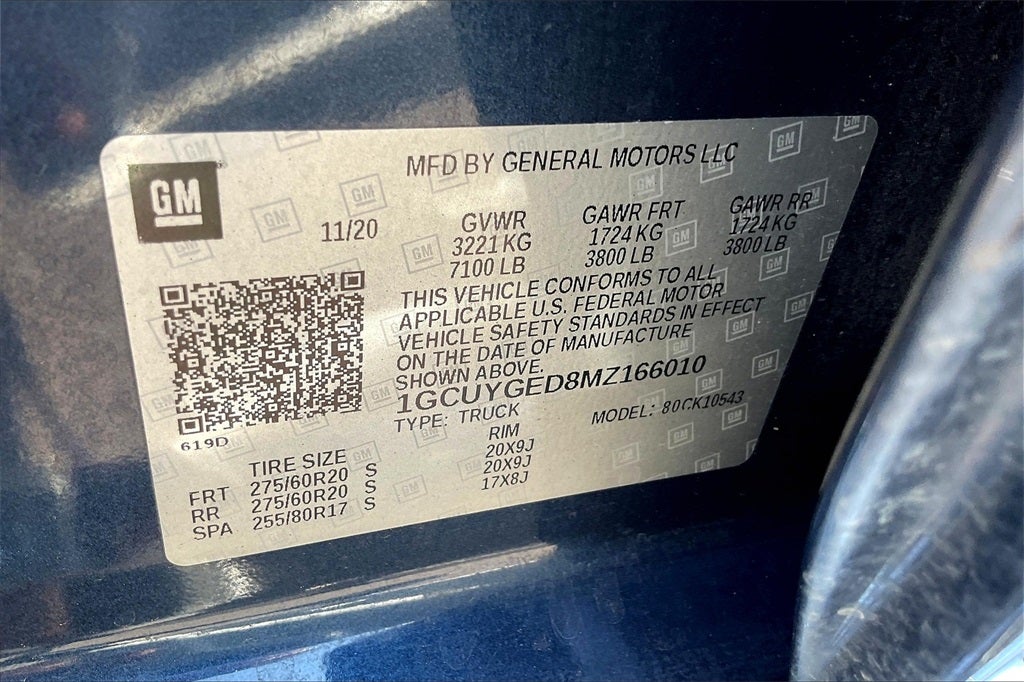 GM
MFD BY GENERAL MOTORS LLC
11/20
GVWR GAWR FRT GAWR RR
3221 KG 1724 KG 1724 KG
7100 LB 3800 LB 3800 LB
THIS VEHICLE CONFORMS TO ALL
APPLICABLE U.S. FEDERAL MOTOR
VEHICLE SAFETY STANDARDS IN EFFECT
ON THE DATE OF MANUFACTURE
SHOWN ABOVE.
1GCUYGED8MZ166010
TYPE: TRUCK MODEL: 80CK10543
619D
TIRE SIZE RIM
FRT 275/60R20 S 20X9J
RR 275/60R20 S 20X9J
SPA 255/80R17 S 17X8J